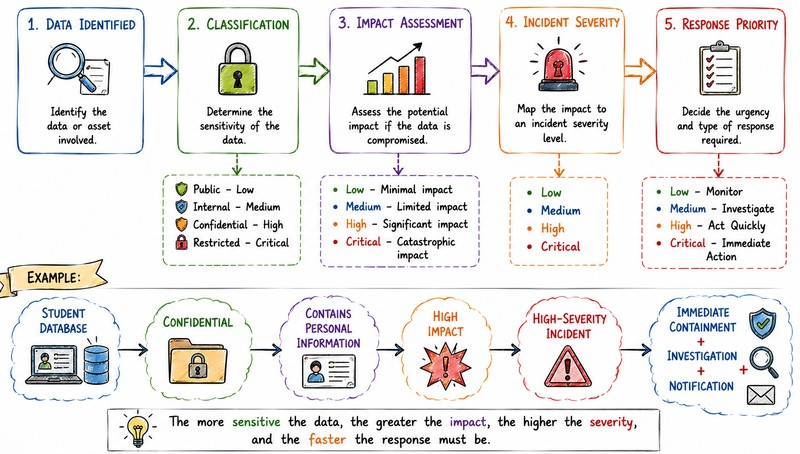 1. DATA IDENTIFIED
Identify the
data or asset
involved.
2. CLASSIFICATION
Determine the
sensitivity of the
data.
3. IMPACT ASSESSMENT
Assess the potential
impact if the data is
compromised.
4. INCIDENT SEVERITY
Map the impact to
an incident severity
level.
5. RESPONSE PRIORITY
Decide the urgency
and type of response
required.
Public – Low
Internal – Medium
Confidential – High
Restricted – Critical
Low – Minimal impact
Medium – Limited impact
High – Significant impact
Critical – Catastrophic
impact
Low
Medium
High
Critical
Low – Monitor
Medium – Investigate
High – Act Quickly
Critical – Immediate
Action
EXAMPLE:
STUDENT
DATABASE
CONFIDENTIAL
CONTAINS
PERSONAL
INFORMATION
HIGH
IMPACT
HIGH-SEVERITY
INCIDENT
IMMEDIATE
CONTAINMENT
+
INVESTIGATION +
+
NOTIFICATION
The more sensitive the data, the greater the impact, the higher the severity,
and the faster the response must be.